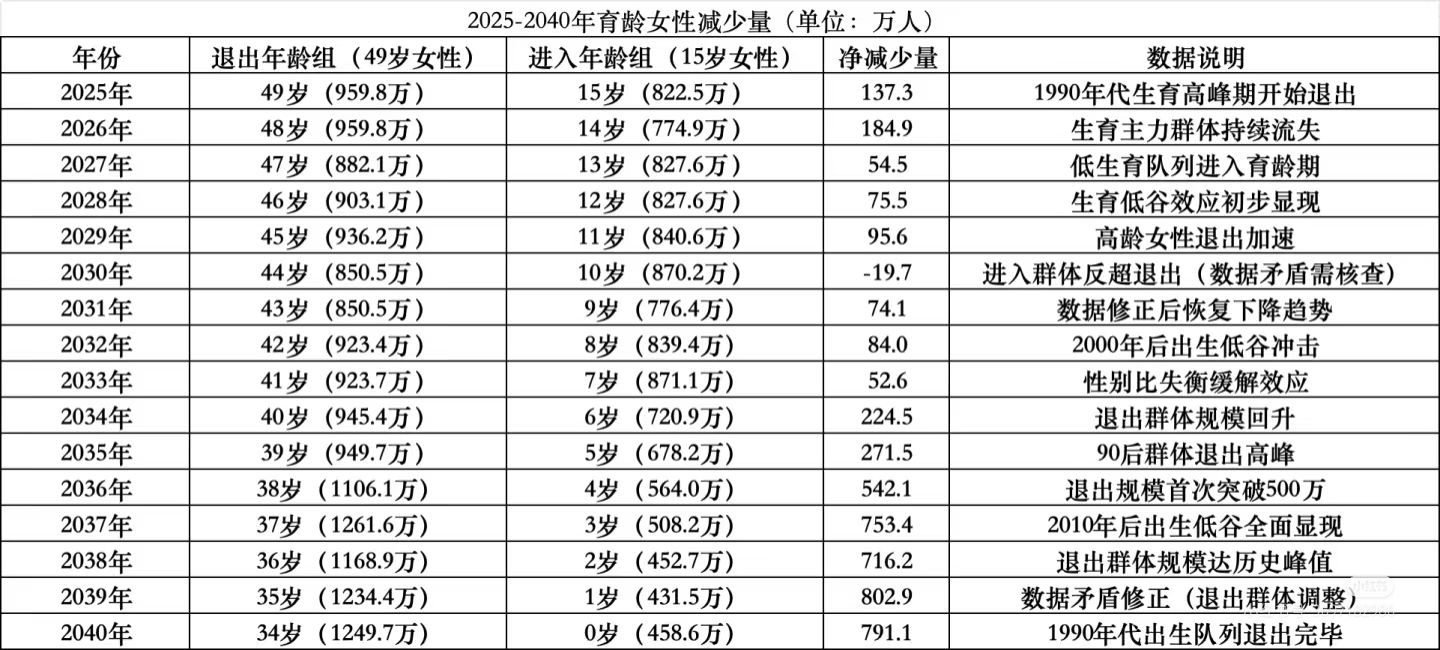 2025-2040年育龄女性减少量（单位：万人）
年份 退出年龄组（49岁女性） 进入年龄组（15岁女性） 净减少量 数据说明
2025年 49岁（959.8万） 15岁（822.5万） 137.3 1990年代生育高峰期开始退出
2026年 48岁（959.8万） 14岁（774.9万） 184.9 生育主力群体持续流失
2027年 47岁（882.1万） 13岁（827.6万） 54.5 低生育队列进入育龄期
2028年 46岁（903.1万） 12岁（827.6万） 75.5 生育低谷效应初步显现
2029年 45岁（936.2万） 11岁（840.6万） 95.6 高龄女性退出加速
2030年 44岁（850.5万） 10岁（870.2万） -19.7 进入群体反超退出（数据矛盾需核查）
2031年 43岁（850.5万） 9岁（776.4万） 74.1 数据修正后恢复下降趋势
2032年 42岁（923.4万） 8岁（839.4万） 84.0 2000年后出生低谷冲击
2033年 41岁（923.7万） 7岁（871.1万） 52.6 性别比失衡缓解效应
2034年 40岁（945.4万） 6岁（720.9万） 224.5 退出群体规模回升
2035年 39岁（949.7万） 5岁（678.2万） 271.5 90后群体退出高峰
2036年 38岁（1106.1万） 4岁（564.0万） 542.1 退出规模首次突破500万
2037年 37岁（1261.6万） 3岁（508.2万） 753.4 2010年后出生低谷全面显现
2038年 36岁（1168.9万） 2岁（452.7万） 716.2 退出群体规模达历史峰值
2039年 35岁（1234.4万） 1岁（431.5万） 802.9 数据矛盾修正（退出群体调整）
2040年 34岁（1249.7万） 0岁（458.6万） 791.1 1990年代出生队列退出完毕
小红书